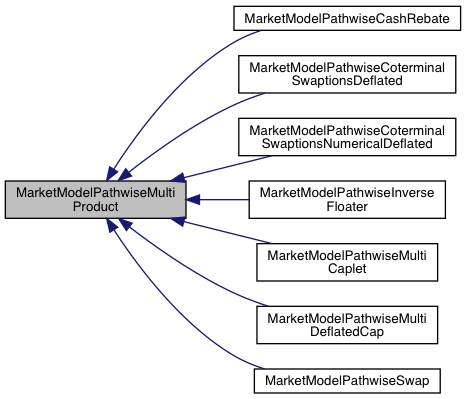 MarketModelPathwiseCashRebate
MarketModelPathwiseCoterminal
SwaptionsDeflated
MarketModelPathwiseCoterminal
SwaptionsNumericalDeflated
MarketModelPathwiseMulti
Product
MarketModelPathwiseInverse
Floater
MarketModelPathwiseMulti
Caplet
MarketModelPathwiseMulti
DeflatedCap
MarketModelPathwiseSwap